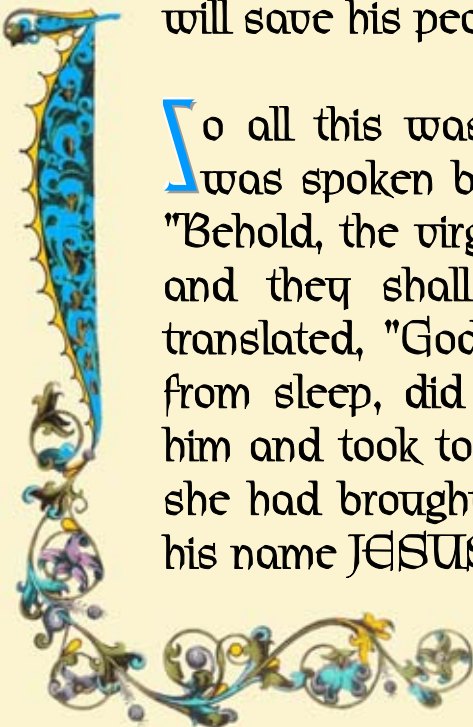 will save his peo
So all this was
was spoken b
"Behold, the virg
and they shall
translated, "God
from sleep, did
him and took to
she had brough
his name JESUS